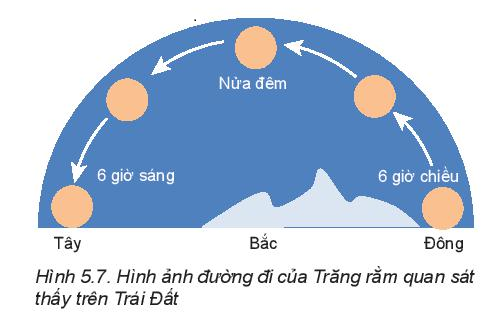 Nửa đêm
6 giờ sáng
6 giờ chiều
Tây
Bắc
Đông
Hình 5.7. Hình ảnh đường đi của Trăng rằm quan sát
thấy trên Trái Đất